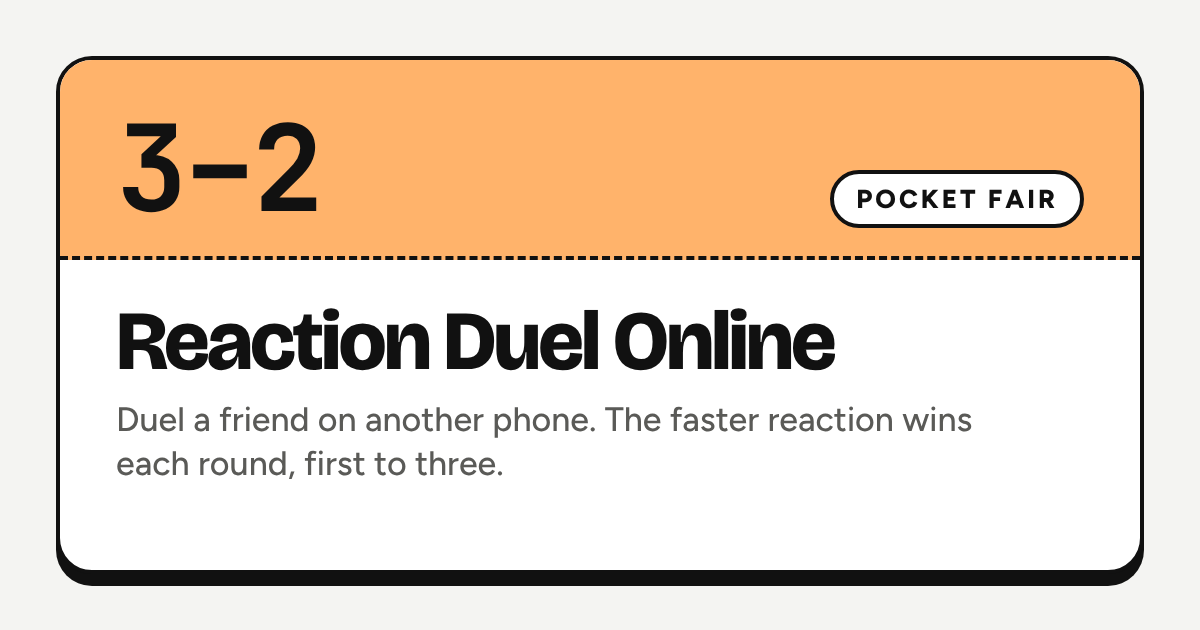 3–2
POCKET FAIR
Reaction Duel Online
Duel a friend on another phone. The faster reaction wins
each round, first to three.